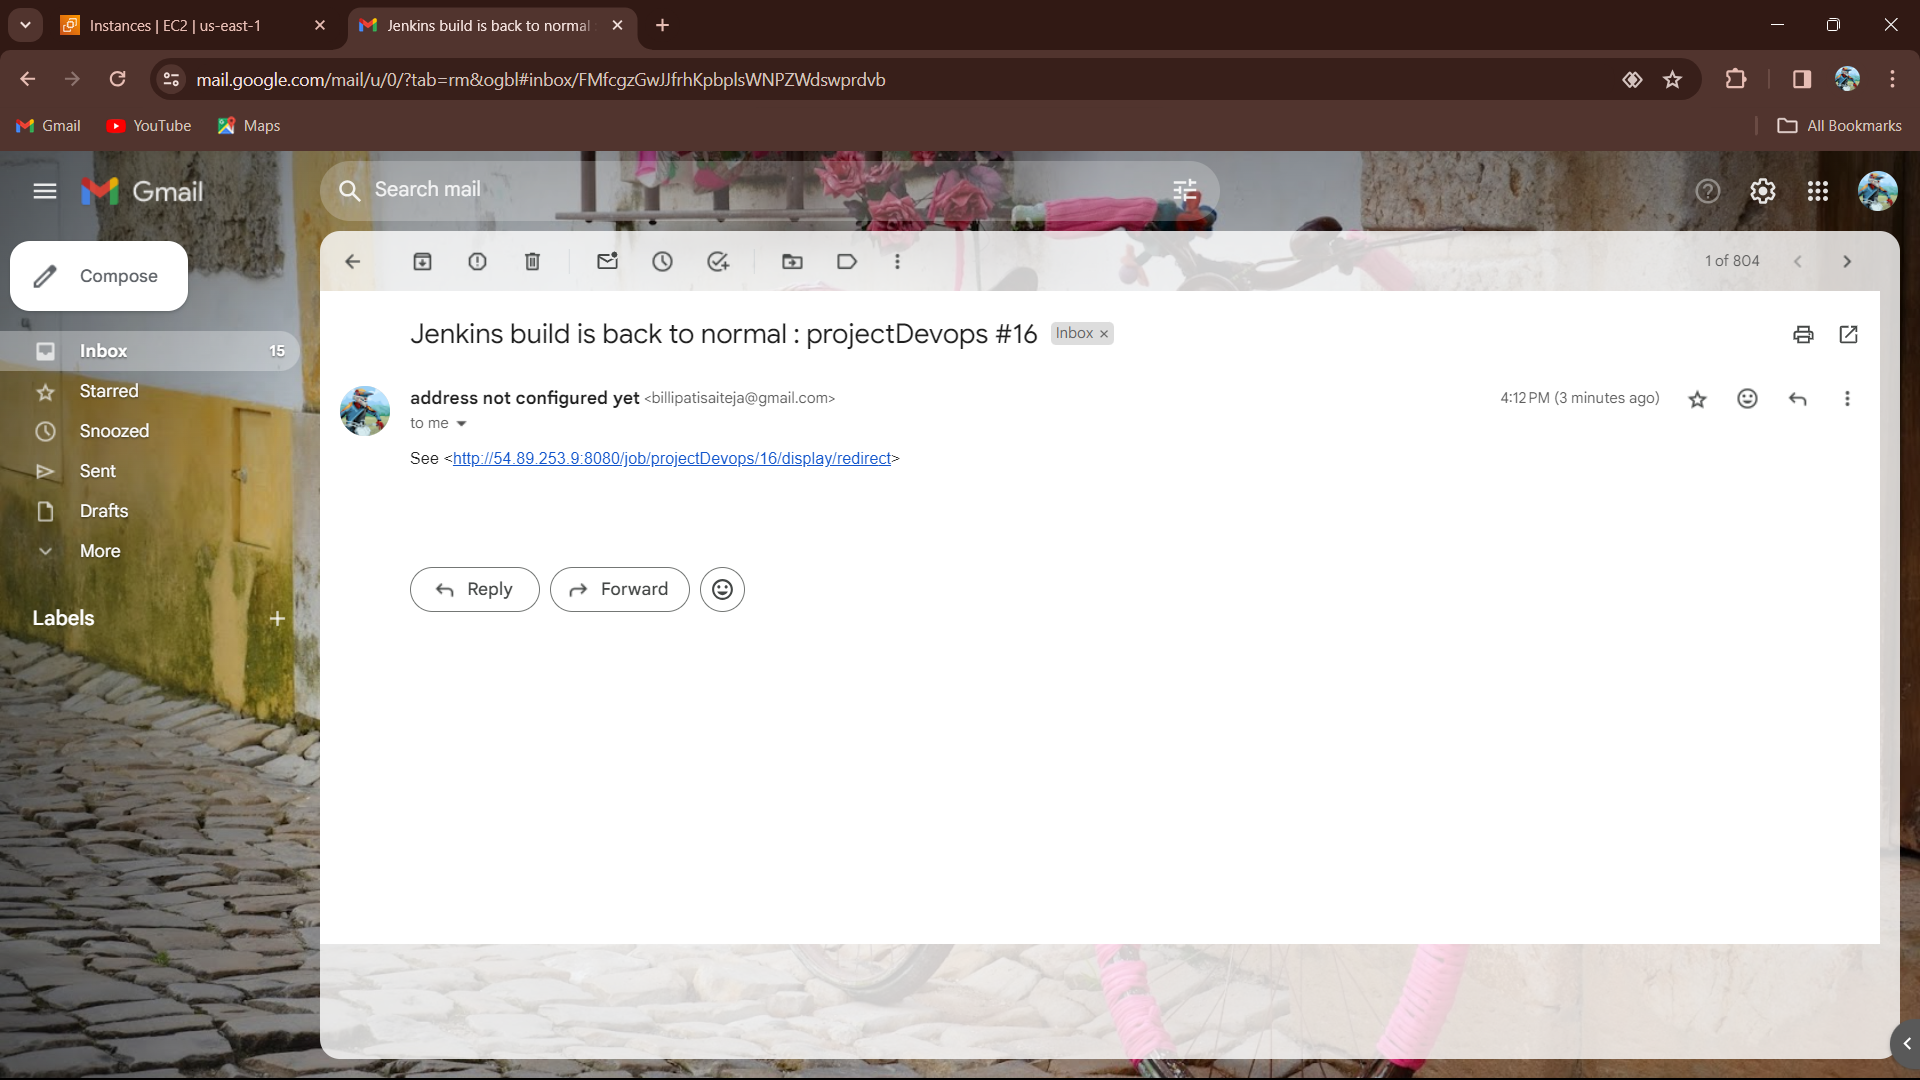 Instances | EC2 | us-east-1
Jenkins build is back to normal
mail.google.com/mail/u/0/?tab=rm&ogbl#inbox/FMfcgzGwJJfrhKpbplsWNPZWdswprdvb
Gmail
YouTube
Maps
All Bookmarks
Gmail
Search mail
Compose
1 of 804
Inbox 15
Starred
Snoozed
Sent
Drafts
More
Labels
Jenkins build is back to normal : projectDevops #16
Inbox ×
address not configured yet <billipatisaiteja@gmail.com>
4:12 PM (3 minutes ago)
to me
See <http://54.89.253.9:8080/job/projectDevops/16/display/redirect>
Reply
Forward